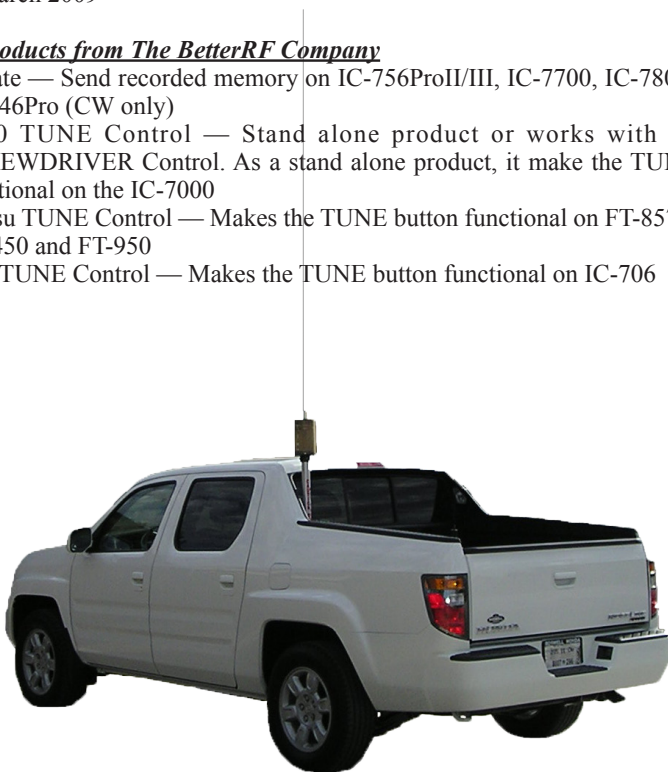 arch 2009
oducts from The BetterRF Company
ate — Send recorded memory on IC-756ProII/III, IC-7700, IC-780
46Pro (CW only)
0 TUNE Control — Stand alone product or works with
EWDRIVER Control. As a stand alone product, it make the TUN
tional on the IC-7000
su TUNE Control — Makes the TUNE button functional on FT-857
450 and FT-950
TUNE Control — Makes the TUNE button functional on IC-706